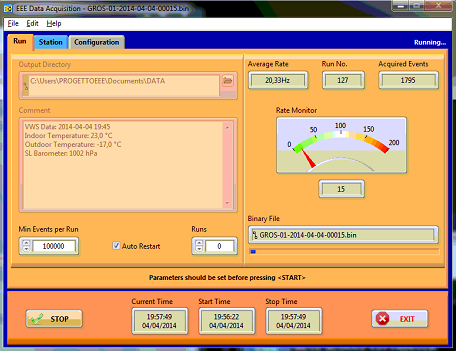 EEE Data Acquisition - GROS-01-2014-04-04-00015.bin
File Edit Help
Run Station Configuration Running...
Output Directory
C:\Users\PROGETTOEEE\Documents\DATA
Comment
VWS Data: 2014-04-04 19:45
Indoor Temperature: 23,0 °C
Outdoor Temperature: -17,0 °C
SL Barometer: 1002 hPa
Min Events per Run
100000
Auto Restart
Runs
0
Average Rate Run No. Acquired Events
20,33Hz 127 1795
Rate Monitor
0 50 100 150 200
15
Binary File
GROS-01-2014-04-04-00015.bin
Parameters should be set before pressing <START>
STOP
Current Time Start Time Stop Time
19:57:49 19:56:22 19:57:49
04/04/2014 04/04/2014 04/04/2014
EXIT